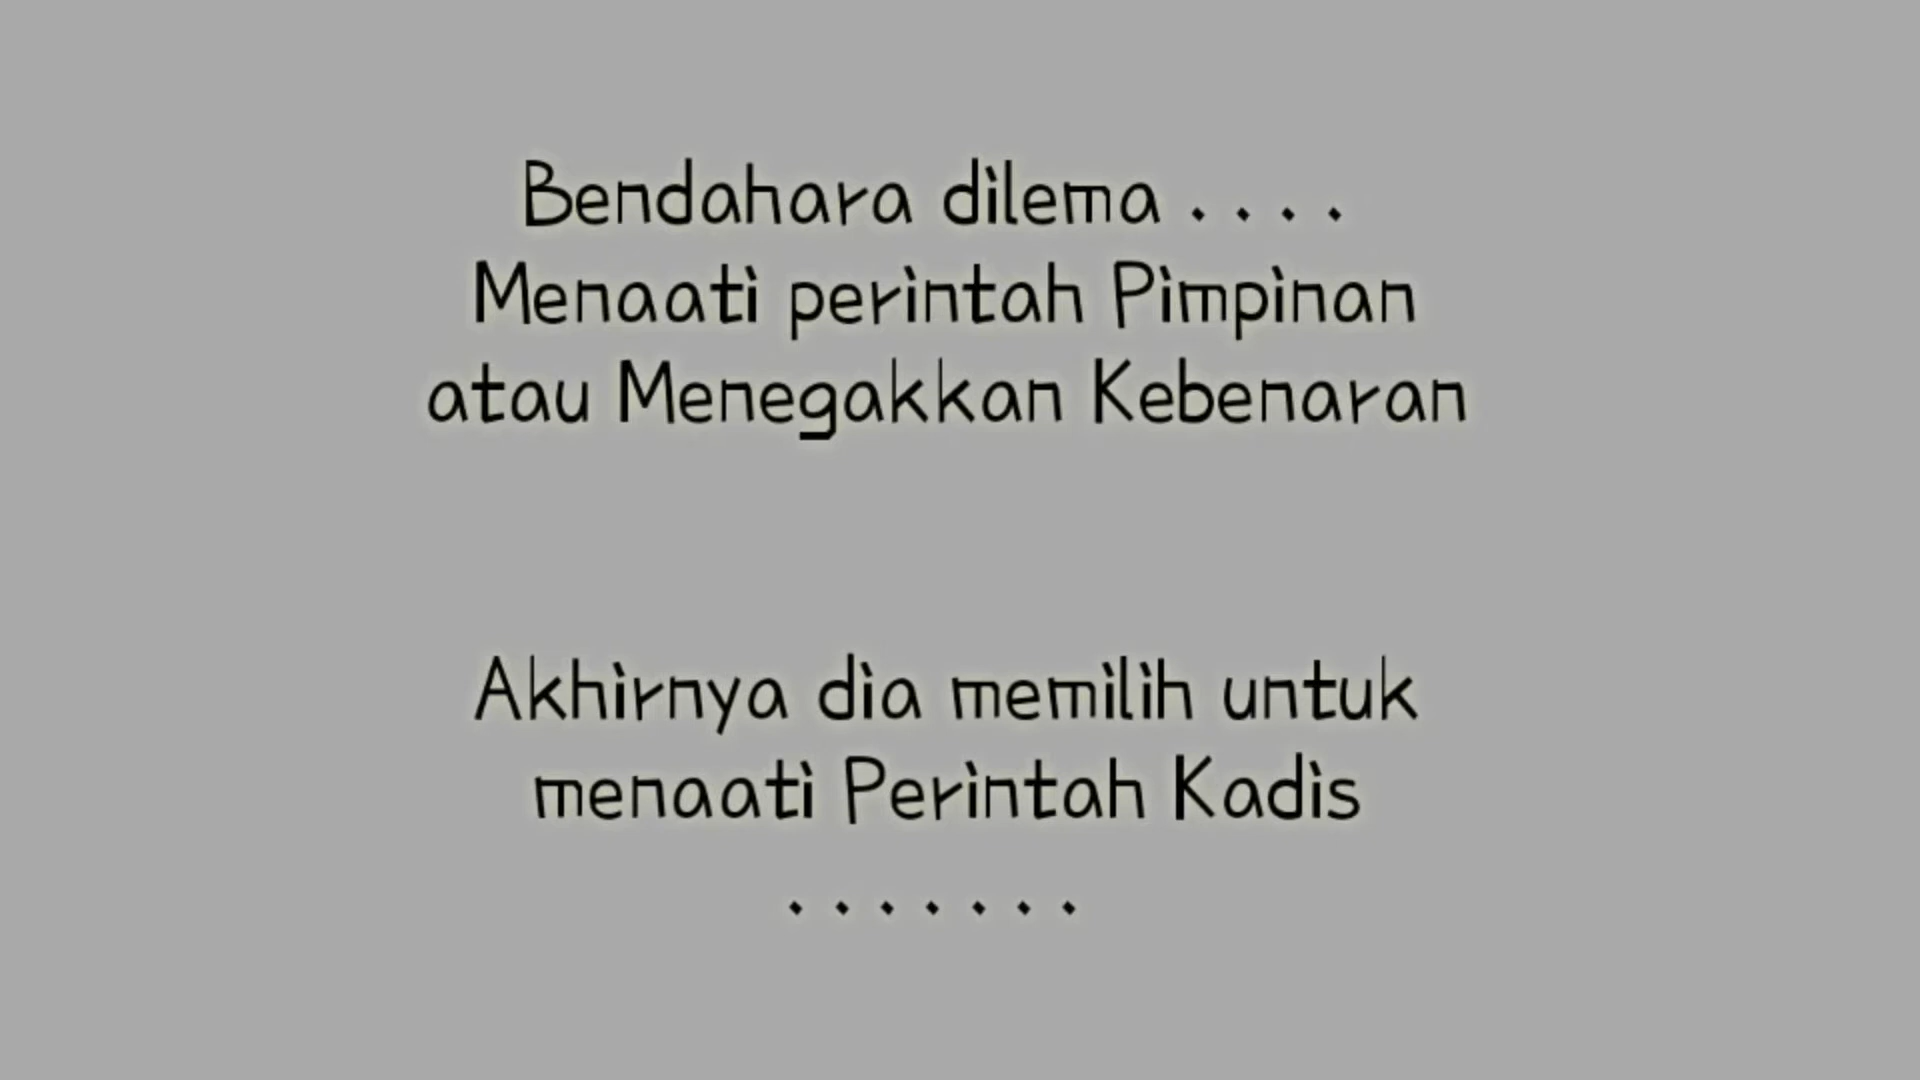 Bendahara dilema . . . .
Menaati perintah Pimpinan
atau Menegakkan Kebenaran
Akhirnya dia memilih untuk
menaati Perintah Kadis
. . . . . . .